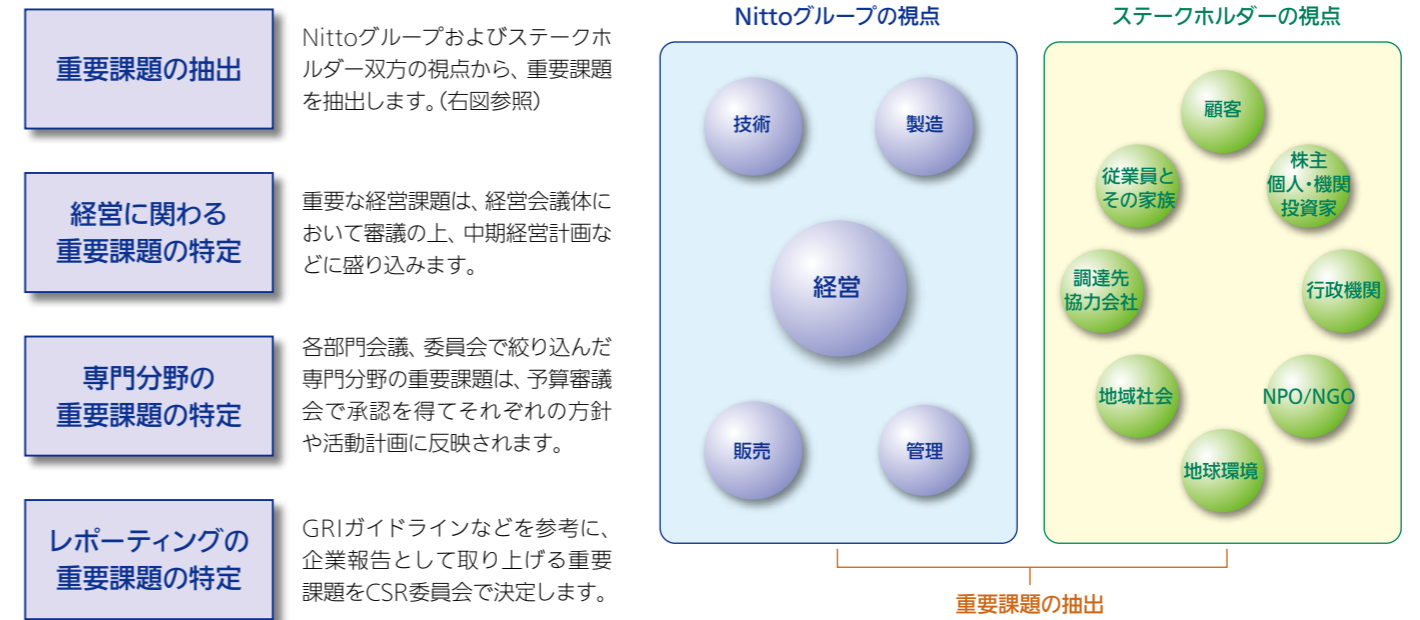 重要課題の抽出
Nittoグループおよびステークホ
ルダー双方の視点から、重要課題
を抽出します。(右図参照)
経営に関わる
重要課題の特定
重要な経営課題は、経営会議体に
おいて審議の上、中期経営計画な
どに盛り込みます。
専門分野の
重要課題の特定
各部門会議、委員会で絞り込んだ
専門分野の重要課題は、予算審議
会で承認を得てそれぞれの方針
や活動計画に反映されます。
レポーティングの
重要課題の特定
GRIガイドラインなどを参考に、
企業報告として取り上げる重要
課題をCSR委員会で決定します。
Nittoグループの視点
技術
製造
経営
販売
管理
ステークホルダーの視点
顧客
従業員と
その家族
株主
個人・機関
投資家
調達先
協力会社
行政機関
地域社会
NPO/NGO
地球環境
重要課題の抽出